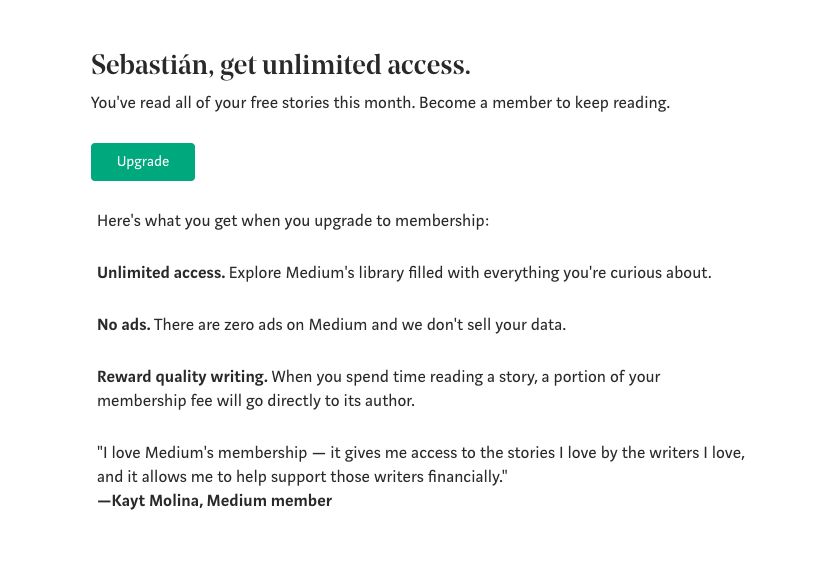 Sebastián, get unlimited access.
You've read all of your free stories this month. Become a member to keep reading.
Upgrade
Here's what you get when you upgrade to membership:
Unlimited access. Explore Medium's library filled with everything you're curious about.
No ads. There are zero ads on Medium and we don't sell your data.
Reward quality writing. When you spend time reading a story, a portion of your
membership fee will go directly to its author.
"I love Medium's membership — it gives me access to the stories I love by the writers I love,
and it allows me to help support those writers financially."
—Kayt Molina, Medium member